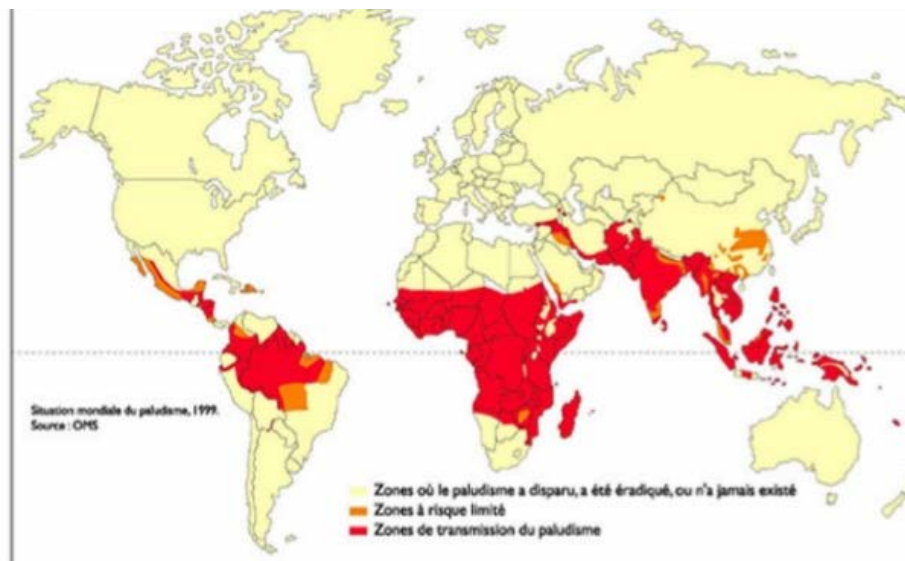 Situation mondiale du paludisme, 1999.
Source : OMS
Zones où le paludisme a disparu, a été éradiqué, ou n'a jamais existé
Zones à risque limité
Zones de transmission du paludisme